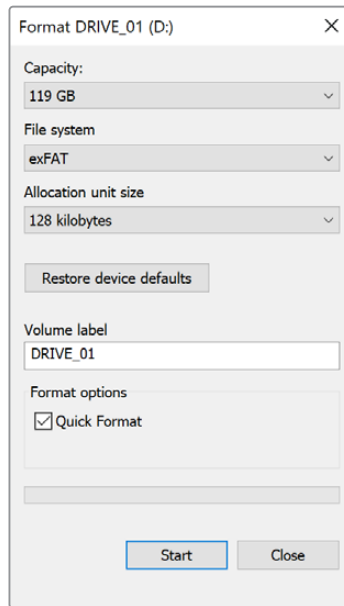 Format DRIVE_01 (D:)
Capacity:
119 GB
File system
exFAT
Allocation unit size
128 kilobytes
Restore device defaults
Volume label
DRIVE_01
Format options
Quick Format
Start Close